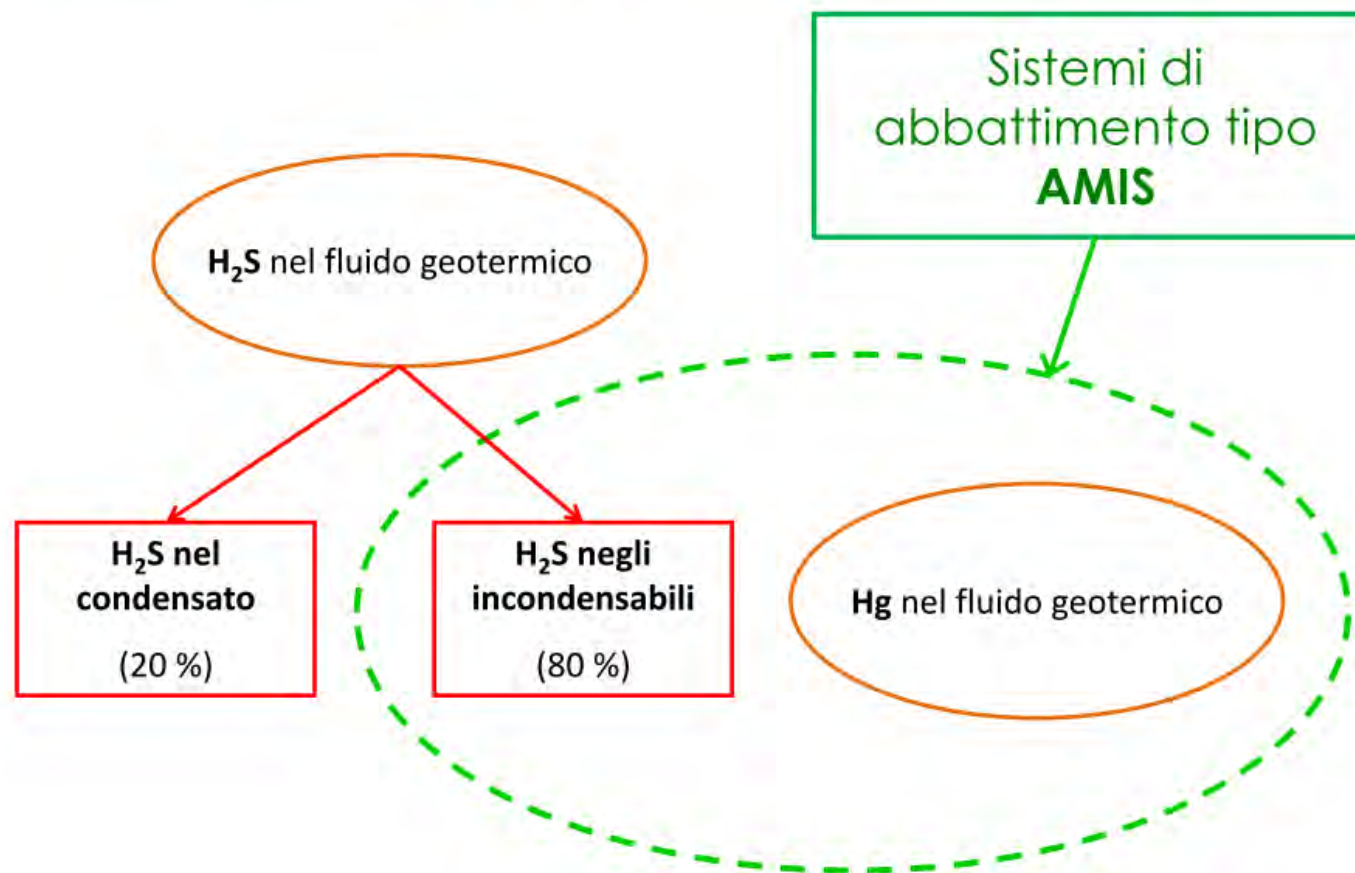 Sistemi di
abbattimento tipo
AMIS
H₂S nel fluido geotermico
H₂S nel
condensato
(20 %)
H₂S negli
incondensabili
(80 %)
Hg nel fluido geotermico